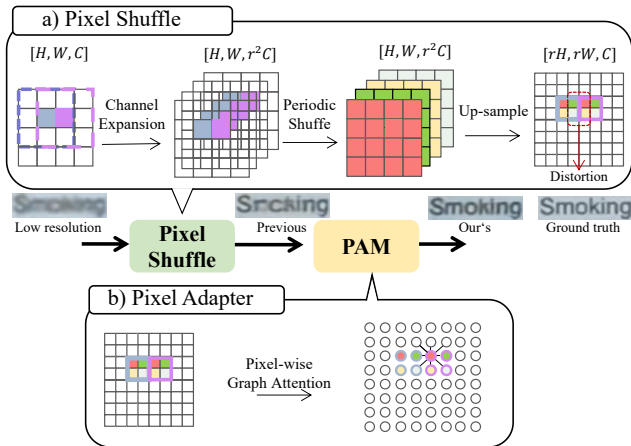 a) Pixel Shuffle
[H, W, C]
[H, W, r²C]
[H, W, r²C]
[rH, rW, C]
Channel
Expansion
Periodic
Shuffe
Up-sample
Distortion
Smoking
Smcking
Smoking
Smoking
Low resolution
Pixel
Shuffle
Previous
PAM
Our's
Ground truth
b) Pixel Adapter
Pixel-wise
Graph Attention